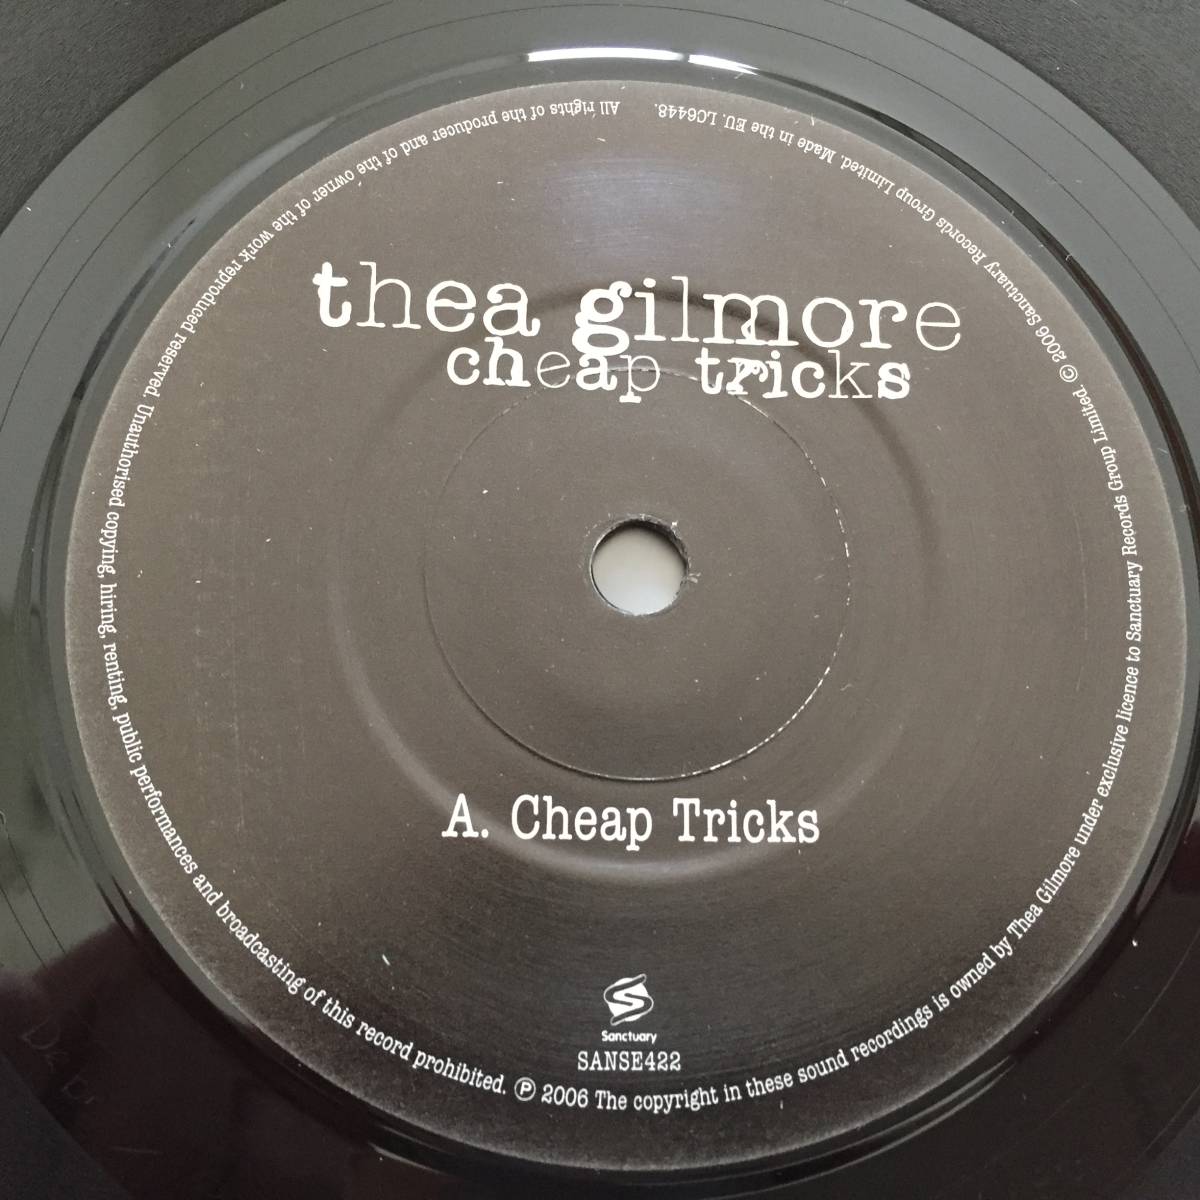 thea gilmore
cheap tricks
A. Cheap Tricks
Sanctuary
SANSE422
All rights of the producer and of the owner of the work reproduced reserved. Unauthorised copying, hiring, renting, public performances and broadcasting of this record prohibited. ℗ 2006 The copyright in these sound recordings is owned by Thea Gilmore under exclusive licence to Sanctuary Records Group Limited. © 2006 Sanctuary Records Group Limited. Made in the EU. LC6448.